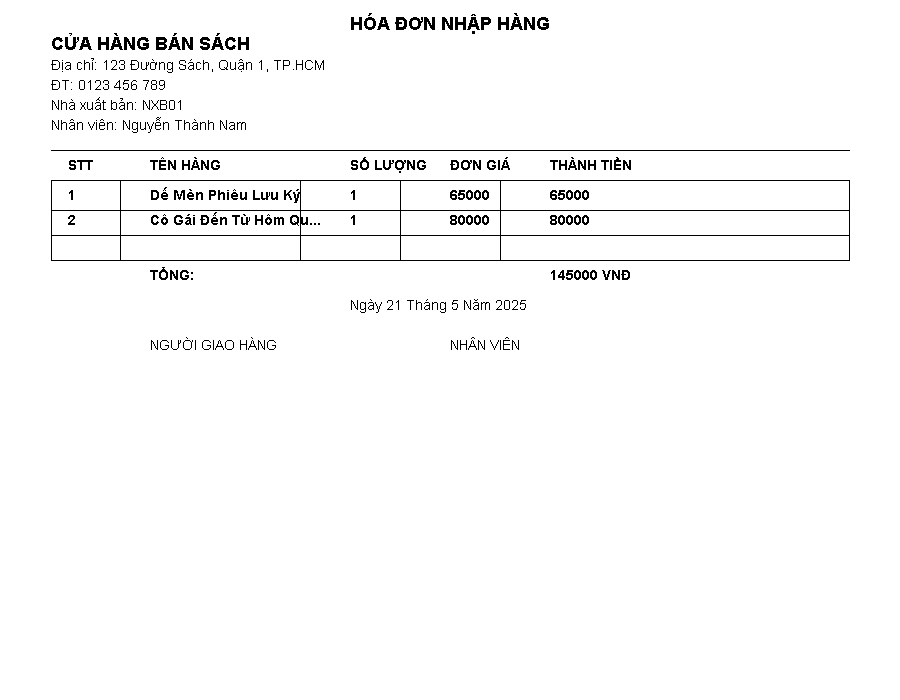 HÓA ĐƠN NHẬP HÀNG
CỬA HÀNG BÁN SÁCH
Địa chỉ: 123 Đường Sách, Quận 1, TP.HCM
ĐT: 0123 456 789
Nhà xuất bản: NXB01
Nhân viên: Nguyễn Thành Nam
STT TÊN HÀNG SỐ LƯỢNG ĐƠN GIÁ THÀNH TIỀN
1 Dế Mèn Phiêu Lưu Ký 1 65000 65000
2 Cô Gái Đến Từ Hôm Qu... 1 80000 80000
TỔNG: 145000 VNĐ
Ngày 21 Tháng 5 Năm 2025
NGƯỜI GIAO HÀNG NHÂN VIÊN